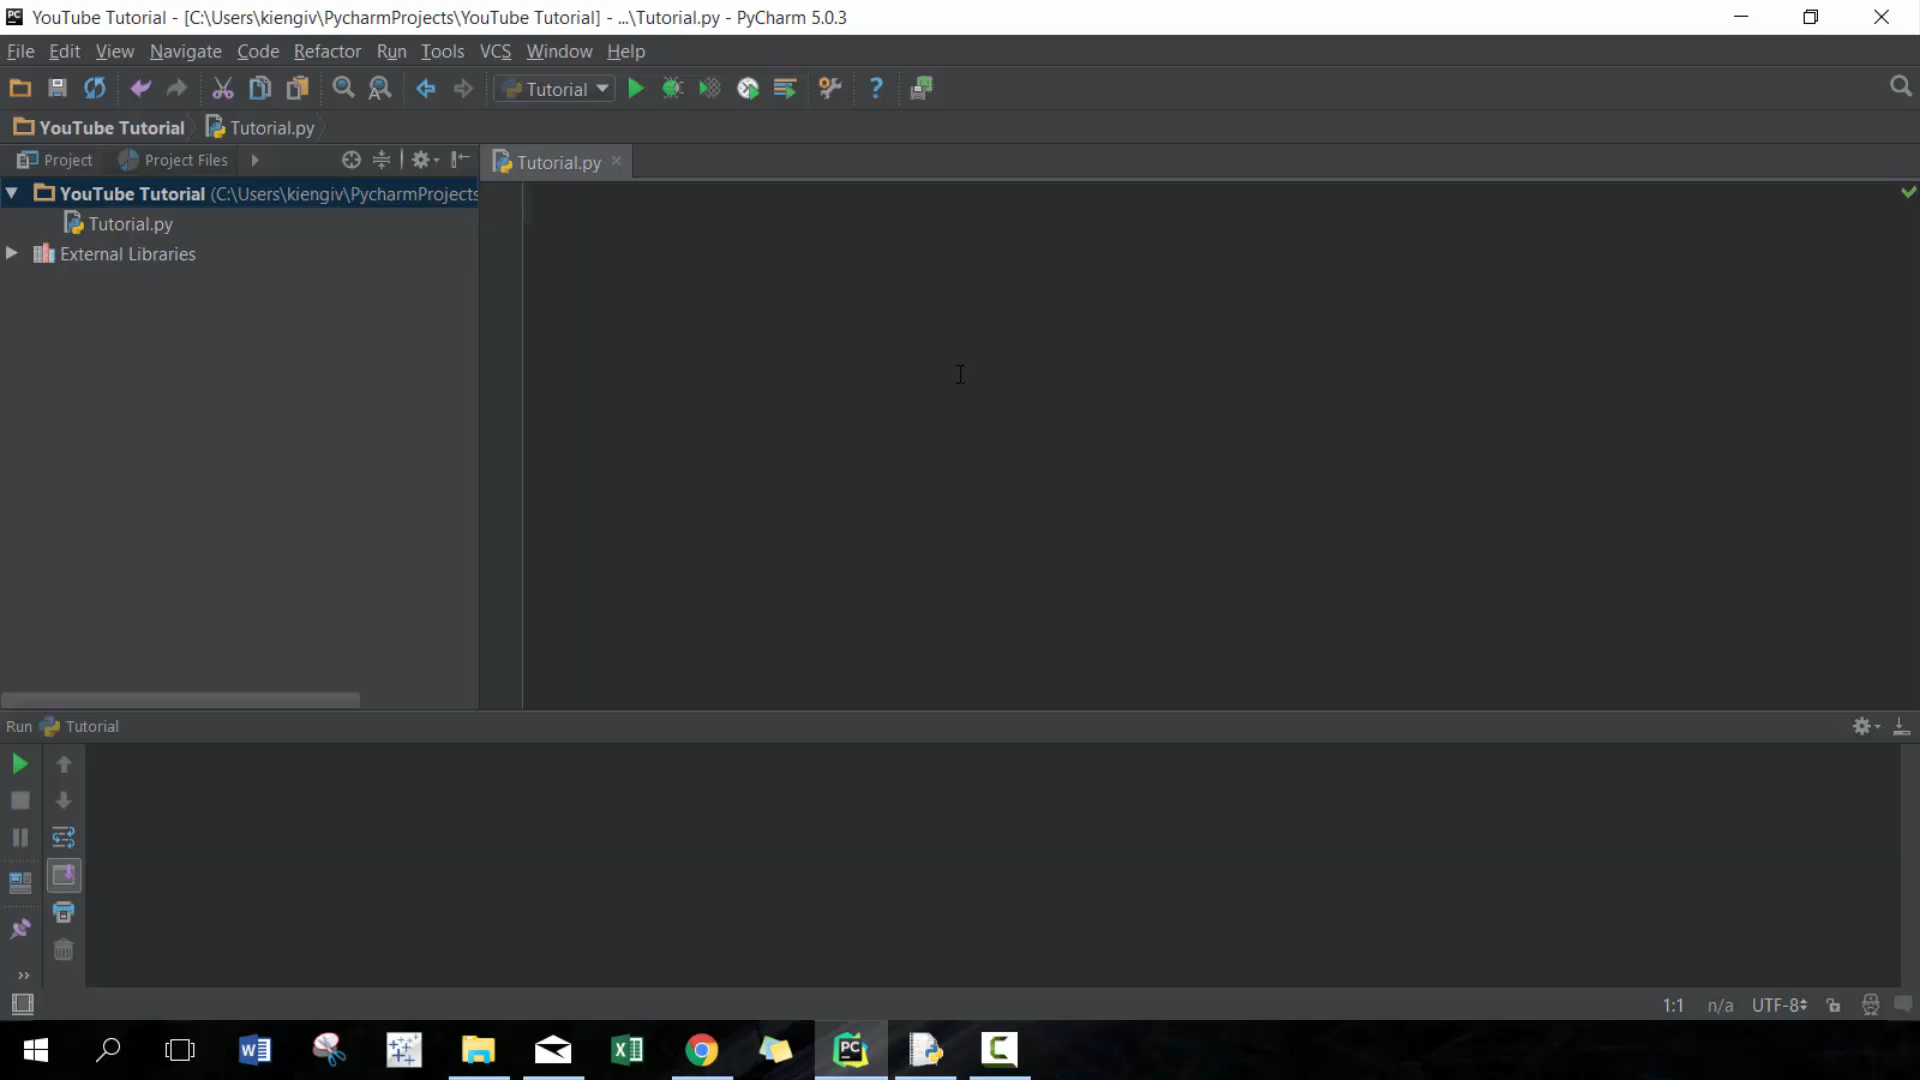 PC YouTube Tutorial - [C:\Users\kiengiv\PycharmProjects\YouTube Tutorial] - ...\Tutorial.py - PyCharm 5.0.3
File Edit View Navigate Code Refactor Run Tools VCS Window Help
Tutorial ?
YouTube Tutorial Tutorial.py
Project Project Files Tutorial.py
YouTube Tutorial (C:\Users\kiengiv\PycharmProjects
Tutorial.py
External Libraries
Run Tutorial
1:1 n/a UTF-8
W PC C